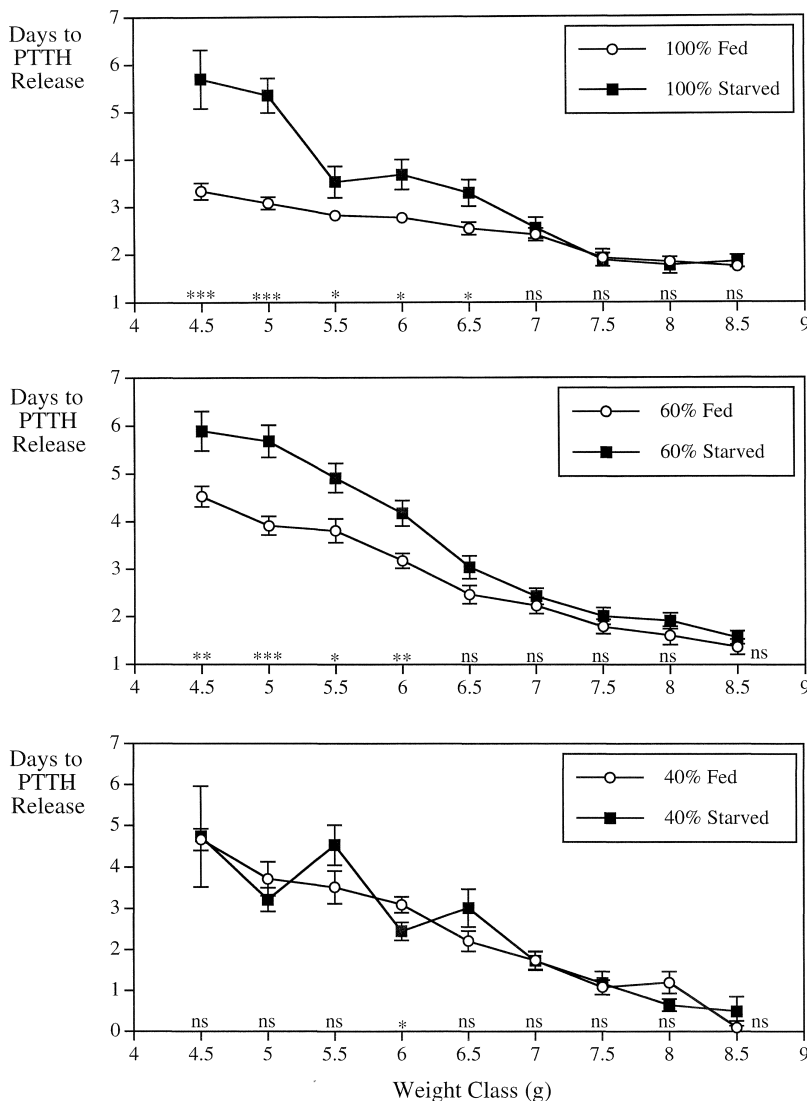 Days to
PTTH
Release
7
6
5
4
3
2
1
100% Fed
100% Starved
*** *** * * * ns ns ns ns
4 4.5 5 5.5 6 6.5 7 7.5 8 8.5 9
Days to
PTTH
Release
7
6
5
4
3
2
1
60% Fed
60% Starved
** *** * ** ns ns ns ns ns
4 4.5 5 5.5 6 6.5 7 7.5 8 8.5 9
Days to
PTTH
Release
7
6
5
4
3
2
1
0
40% Fed
40% Starved
ns ns ns * ns ns ns ns ns
4 4.5 5 5.5 6 6.5 7 7.5 8 8.5 9
Weight Class (g)